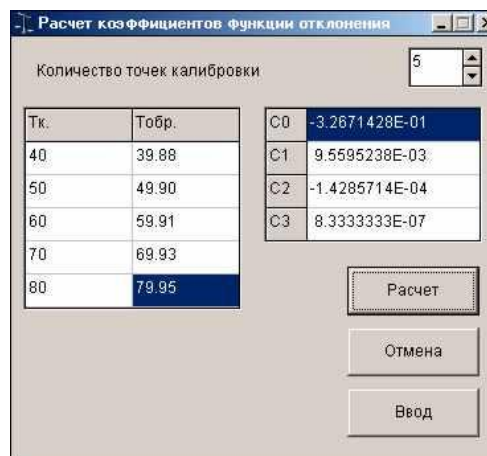 Расчет коэффициентов функции отклонения
Количество точек калибровки 5
Тк. Тобр.
40 39.88
50 49.90
60 59.91
70 69.93
80 79.95
C0 -3.2671428E-01
C1 9.5595238E-03
C2 -1.4285714E-04
C3 8.3333333E-07
Расчет
Отмена
Ввод